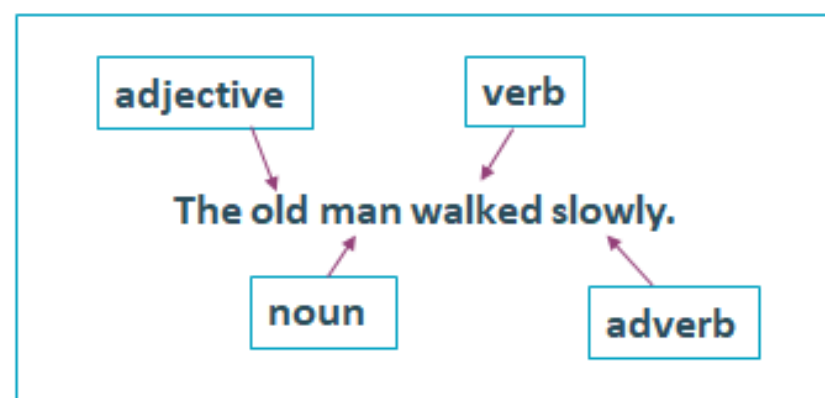 adjective
verb
The old man walked slowly.
noun
adverb